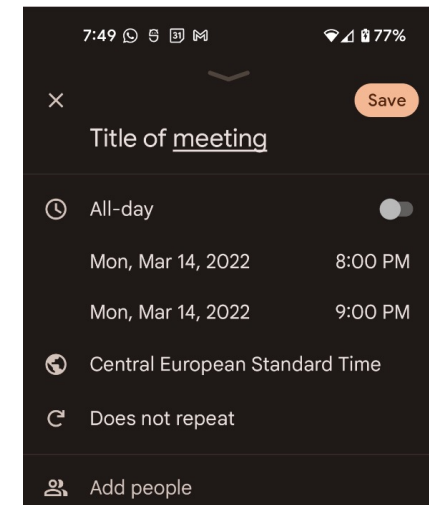 7:49 31 77%
Save
Title of meeting
All-day
Mon, Mar 14, 2022 8:00 PM
Mon, Mar 14, 2022 9:00 PM
Central European Standard Time
Does not repeat
Add people